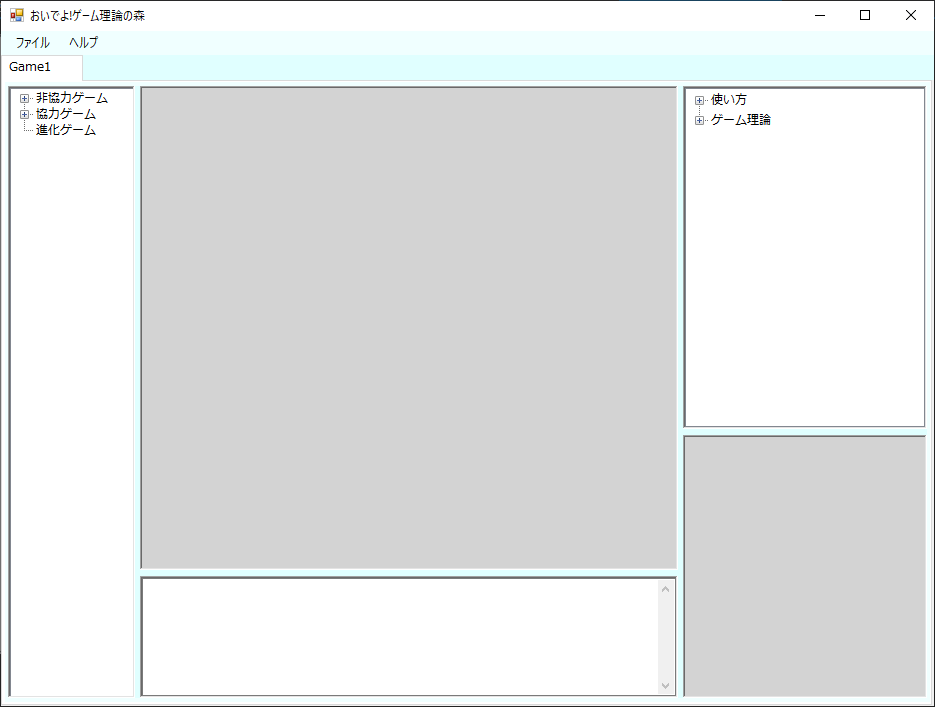 おいでよ!ゲーム理論の森
ファイル ヘルプ
Game1
非協力ゲーム
協力ゲーム
進化ゲーム
使い方
ゲーム理論